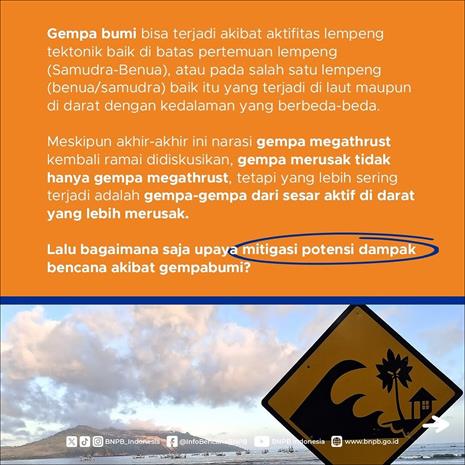 Gempa bumi bisa terjadi akibat aktifitas lempeng
tektonik baik di batas pertemuan lempeng
(Samudra-Benua), atau pada salah satu lempeng
(benua/samudra) baik itu yang terjadi di laut maupun
di darat dengan kedalaman yang berbeda-beda.
Meskipun akhir-akhir ini narasi gempa megathrust
kembali ramai didiskusikan, gempa merusak tidak
hanya gempa megathrust, tetapi yang lebih sering
terjadi adalah gempa-gempa dari sesar aktif di darat
yang lebih merusak.
Lalu bagaimana saja upaya mitigasi potensi dampak
bencana akibat gempabumi?
BNPB_Indonesia @InfoBencanaBNPB BNPB_Indonesia www.bnpb.go.id